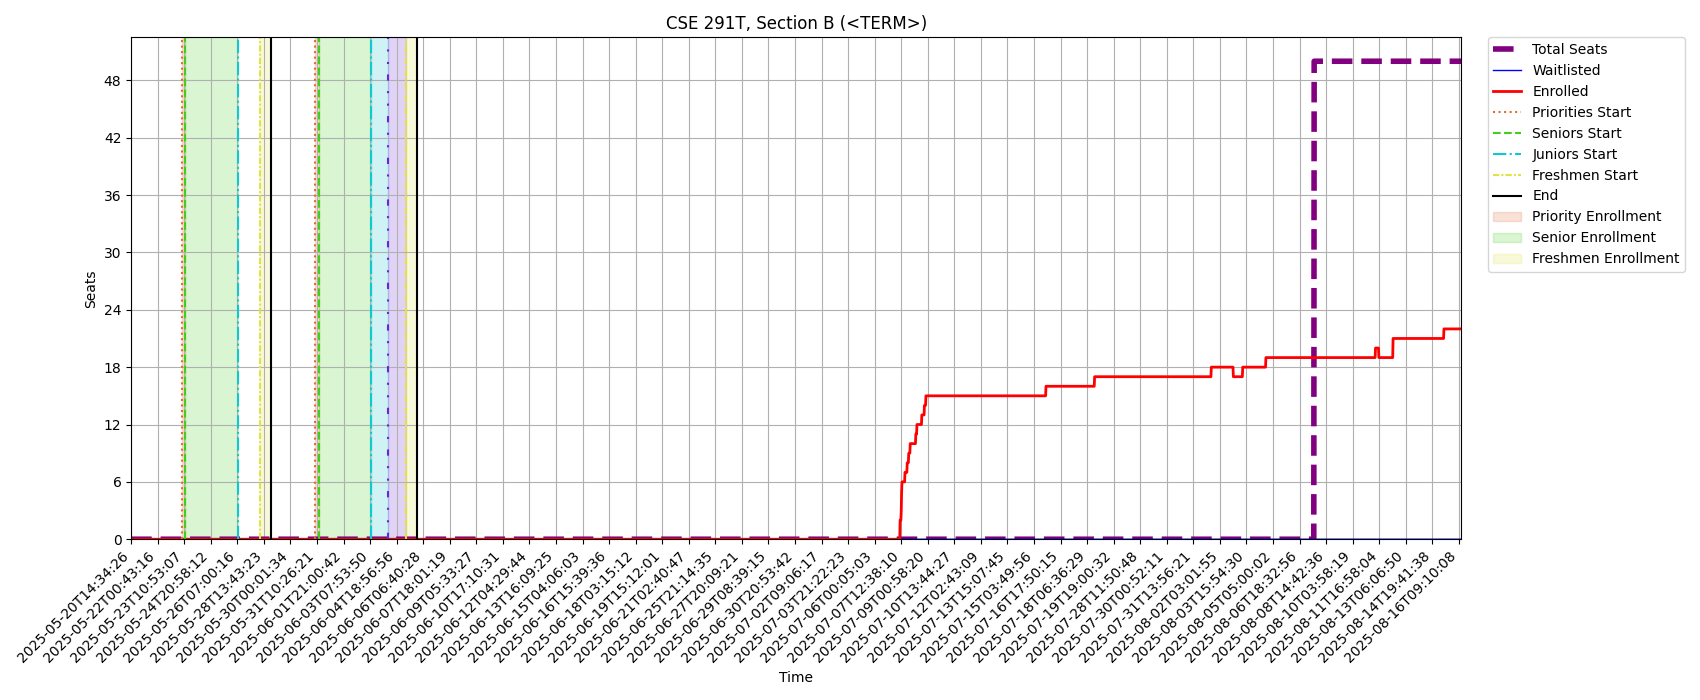 CSE 291T, Section B (<TERM>)
Total Seats
Waitlisted
Enrolled
Priorities Start
Seniors Start
Juniors Start
Freshmen Start
End
Priority Enrollment
Senior Enrollment
Freshmen Enrollment
Seats
48
42
36
30
24
18
12
6
0
2025-05-20T14:34:26
2025-05-22T00:43:16
2025-05-23T10:53:07
2025-05-24T20:58:12
2025-05-26T07:00:16
2025-05-28T13:43:23
2025-05-30T00:01:34
2025-05-31T10:26:21
2025-06-01T21:00:42
2025-06-03T07:53:50
2025-06-04T18:56:56
2025-06-06T06:40:28
2025-06-07T18:01:19
2025-06-09T05:33:27
2025-06-10T17:10:31
2025-06-12T04:29:44
2025-06-13T16:09:25
2025-06-15T04:06:03
2025-06-16T15:39:36
2025-06-18T03:15:12
2025-06-19T15:12:01
2025-06-21T02:40:47
2025-06-25T21:14:35
2025-06-27T20:09:21
2025-06-29T08:39:15
2025-06-30T20:53:42
2025-07-02T09:06:17
2025-07-03T21:22:23
2025-07-06T00:05:03
2025-07-07T12:38:10
2025-07-09T00:58:20
2025-07-10T13:44:27
2025-07-12T02:43:09
2025-07-13T15:07:45
2025-07-15T03:49:56
2025-07-16T17:50:15
2025-07-18T06:36:29
2025-07-19T19:00:32
2025-07-28T11:50:48
2025-07-30T00:52:11
2025-07-31T13:56:21
2025-08-02T03:01:55
2025-08-03T15:54:30
2025-08-05T05:00:02
2025-08-06T18:32:56
2025-08-08T14:42:36
2025-08-10T03:58:19
2025-08-11T16:58:04
2025-08-13T06:06:50
2025-08-14T19:41:38
2025-08-16T09:10:08
Time